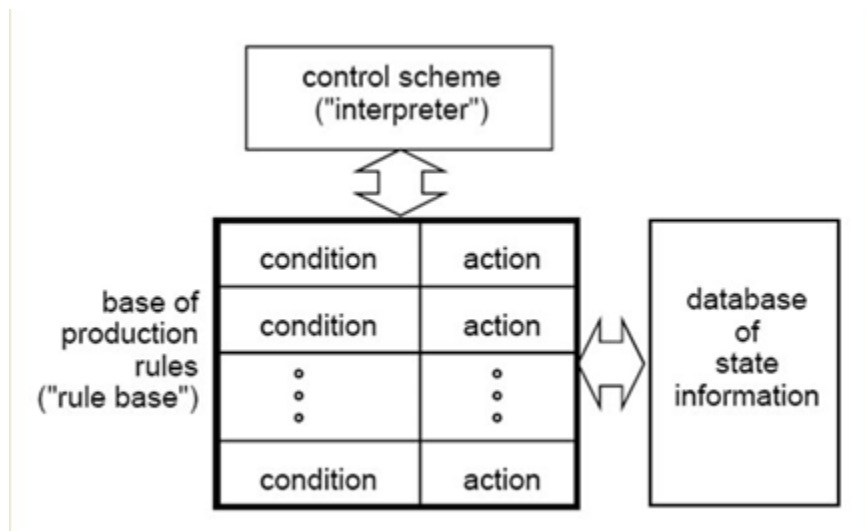 control scheme
("interpreter")
condition action
condition action
condition action
base of
production
rules
("rule base")
database
of
state
information